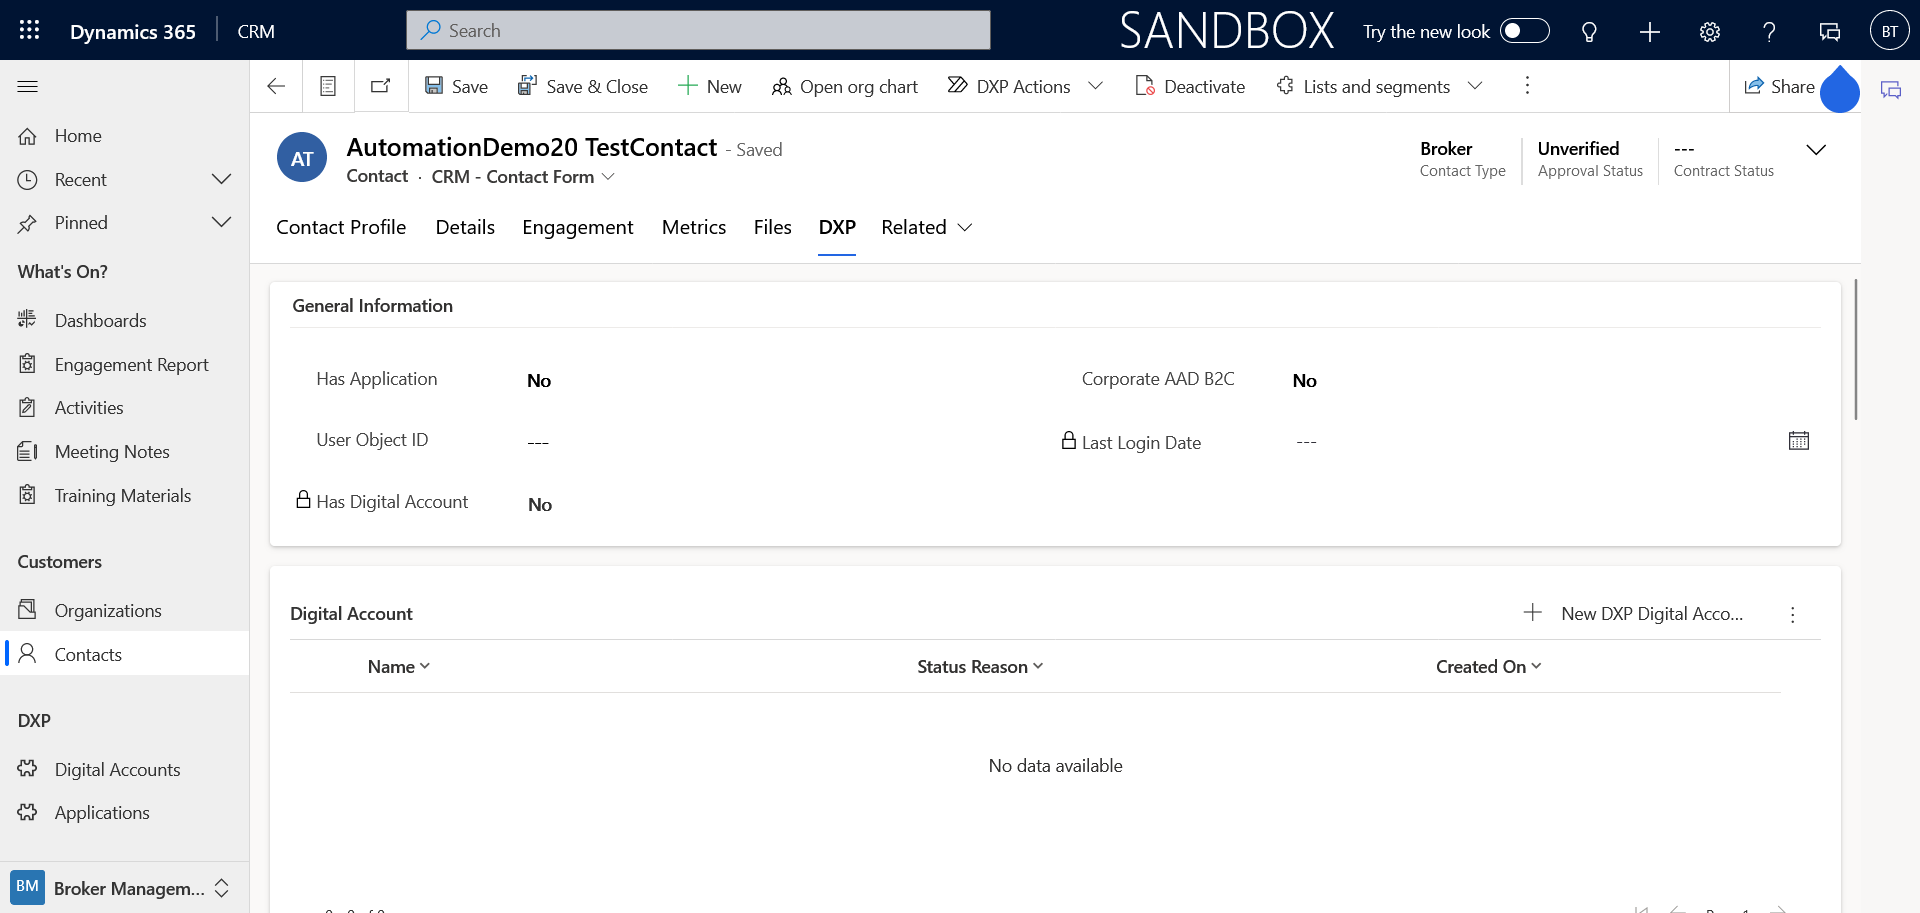 Dynamics 365 CRM Search SANDBOX Try the new look BT
Save Save & Close New Open org chart DXP Actions Deactivate Lists and segments Share
Home
Recent
Pinned
What's On?
Dashboards
Engagement Report
Activities
Meeting Notes
Training Materials
Customers
Organizations
Contacts
DXP
Digital Accounts
Applications
BM Broker Managem...
AT
AutomationDemo20 TestContact - Saved
Contact · CRM - Contact Form
Broker
Contact Type
Unverified
Approval Status
---
Contract Status
Contact Profile Details Engagement Metrics Files DXP Related
General Information
Has Application No
Corporate AAD B2C No
User Object ID ---
Last Login Date ---
Has Digital Account No
Digital Account New DXP Digital Acco...
Name Status Reason Created On
No data available